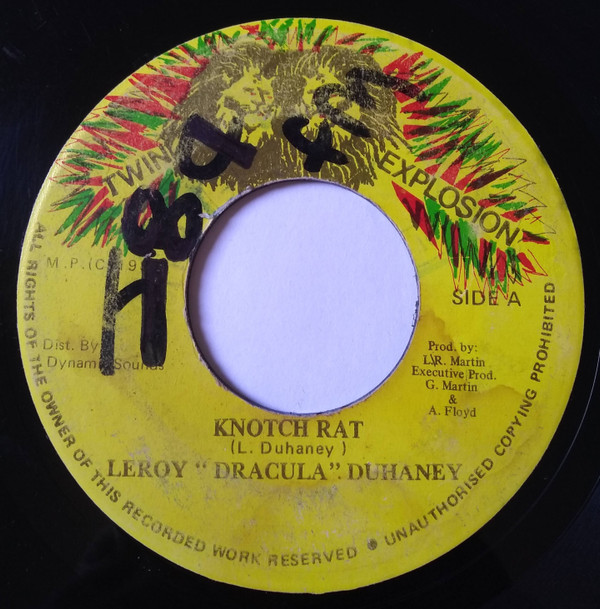 TWIN EXPLOSION
M.P.(C) 19
SIDE A
Dist. By
Dynamic Sounds
Prod. by:
L\R. Martin
Executive Prod.
G. Martin
&
A. Floyd
KNOTCH RAT
(L. Duhaney )
LEROY “ DRACULA”. DUHANEY
ALL RIGHTS OF THE OWNER OF THIS RECORDED WORK RESERVED ● UNAUTHORISED COPYING PROHIBITED